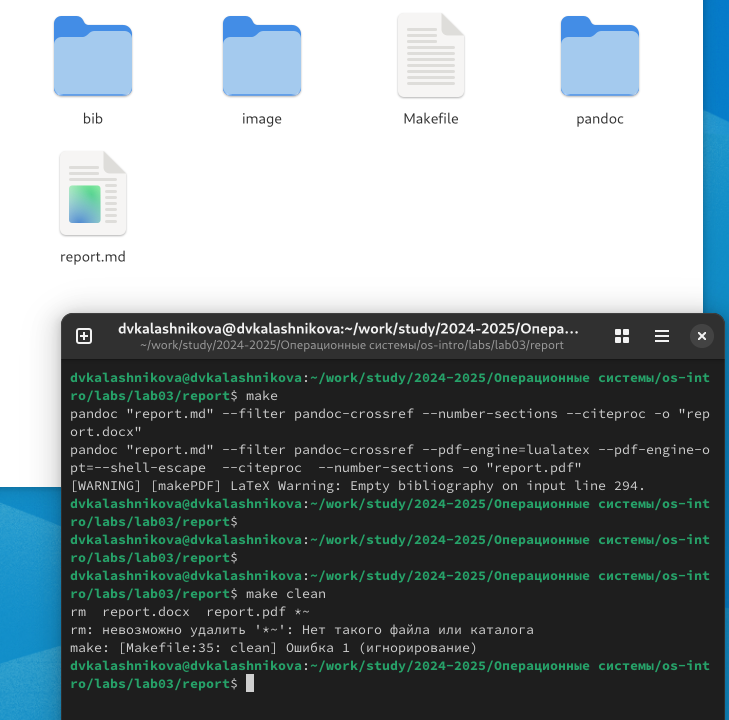 bib
image
Makefile
pandoc
report.md
dvkalashnikova@dvkalashnikova:~/work/study/2024-2025/Опера…
~/work/study/2024-2025/Операционные системы/os-intro/labs/lab03/report
dvkalashnikova@dvkalashnikova:~/work/study/2024-2025/Операционные системы/os-int
ro/labs/lab03/report$ make
pandoc "report.md" --filter pandoc-crossref --number-sections --citeproc -o "rep
ort.docx"
pandoc "report.md" --filter pandoc-crossref --pdf-engine=lualatex --pdf-engine-o
pt=--shell-escape  --citeproc  --number-sections -o "report.pdf"
[WARNING] [makePDF] LaTeX Warning: Empty bibliography on input line 294.
dvkalashnikova@dvkalashnikova:~/work/study/2024-2025/Операционные системы/os-int
ro/labs/lab03/report$
dvkalashnikova@dvkalashnikova:~/work/study/2024-2025/Операционные системы/os-int
ro/labs/lab03/report$
dvkalashnikova@dvkalashnikova:~/work/study/2024-2025/Операционные системы/os-int
ro/labs/lab03/report$ make clean
rm  report.docx  report.pdf *~
rm: невозможно удалить '*~': Нет такого файла или каталога
make: [Makefile:35: clean] Ошибка 1 (игнорирование)
dvkalashnikova@dvkalashnikova:~/work/study/2024-2025/Операционные системы/os-int
ro/labs/lab03/report$